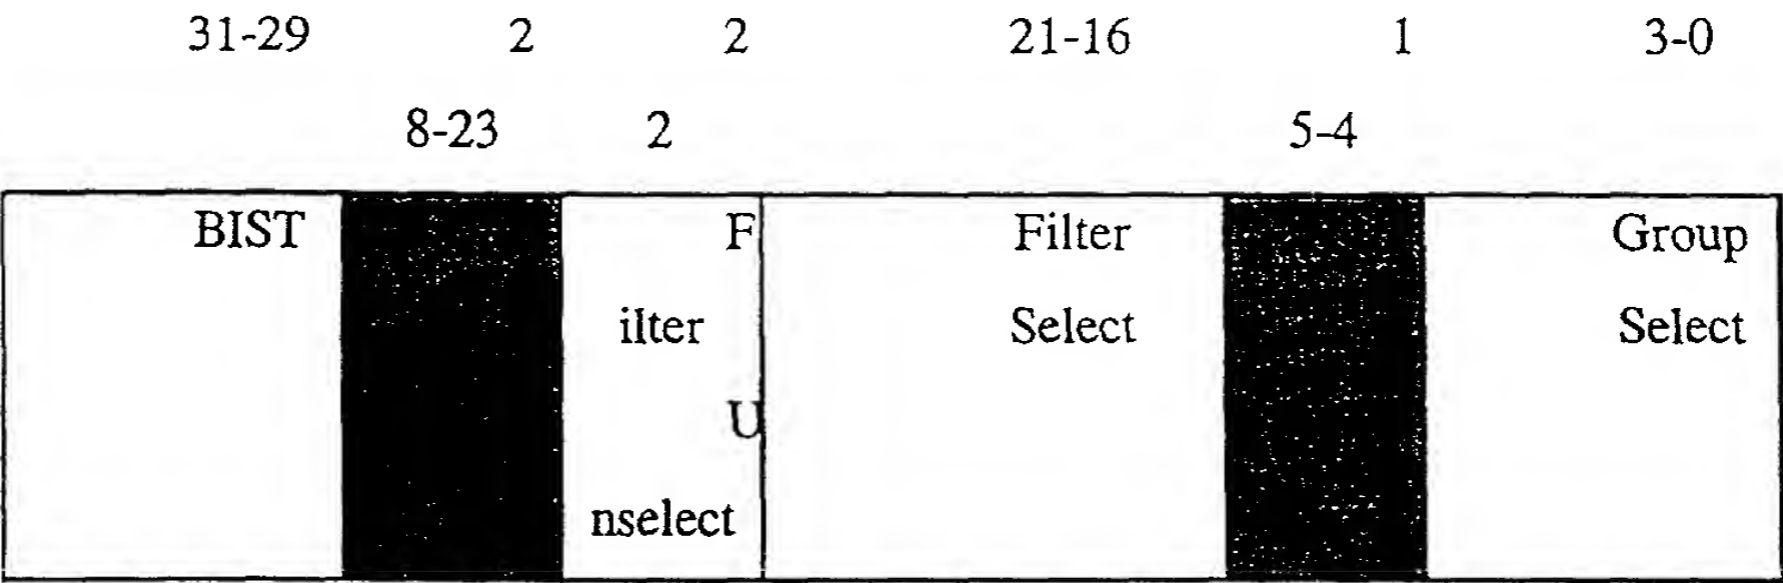 31-29 2 2 21-16 1 3-0
8-23 2 5-4
BIST F Filter Group
ilter Select Select
U
nselect